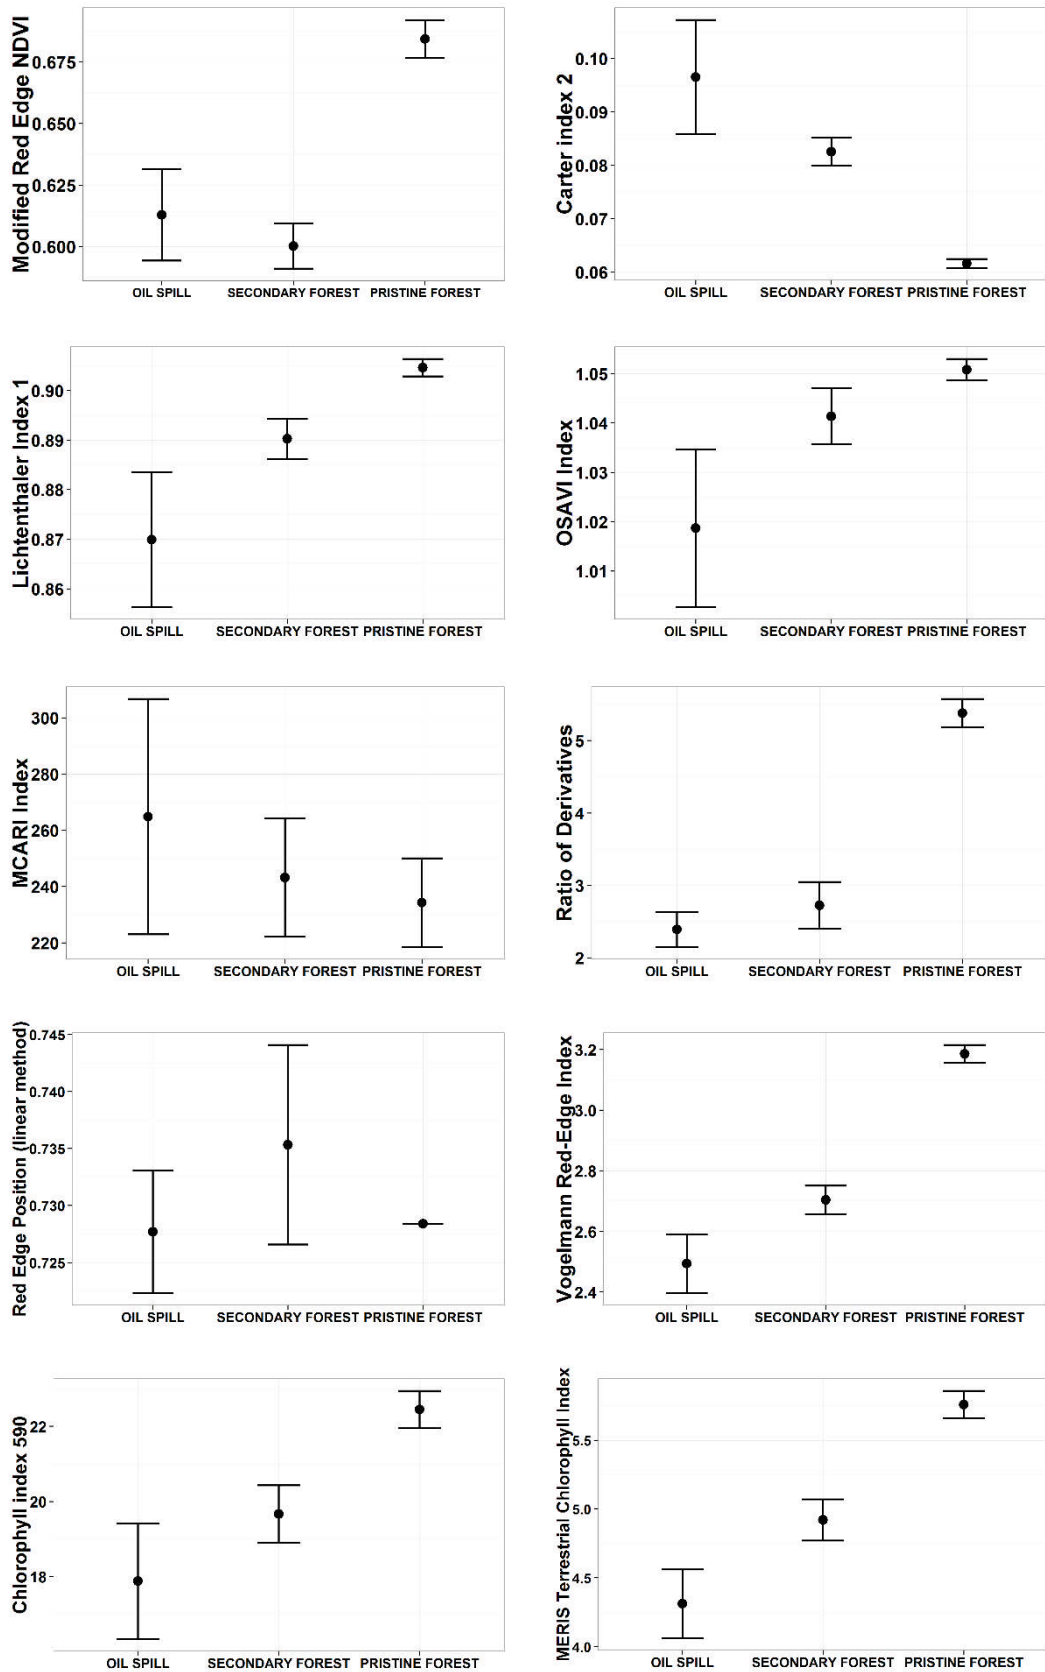 Modified Red Edge NDVI
0.675
0.650
0.625
0.600
OIL SPILL SECONDARY FOREST PRISTINE FOREST
Carter index 2
0.10
0.09
0.08
0.07
0.06
OIL SPILL SECONDARY FOREST PRISTINE FOREST
Lichtenthaler Index 1
0.90
0.89
0.88
0.87
0.86
OIL SPILL SECONDARY FOREST PRISTINE FOREST
OSAVI Index
1.05
1.04
1.03
1.02
1.01
OIL SPILL SECONDARY FOREST PRISTINE FOREST
MCARI Index
300
280
260
240
220
OIL SPILL SECONDARY FOREST PRISTINE FOREST
Ratio of Derivatives
5
4
3
2
OIL SPILL SECONDARY FOREST PRISTINE FOREST
Red Edge Position (linear method)
0.745
0.740
0.735
0.730
0.725
OIL SPILL SECONDARY FOREST PRISTINE FOREST
Vogelmann Red-Edge Index
3.2
3.0
2.8
2.6
2.4
OIL SPILL SECONDARY FOREST PRISTINE FOREST
Chlorophyll index 590
22
20
18
OIL SPILL SECONDARY FOREST PRISTINE FOREST
MERIS Terrestrial Chlorophyll Index
5.5
5.0
4.5
4.0
OIL SPILL SECONDARY FOREST PRISTINE FOREST